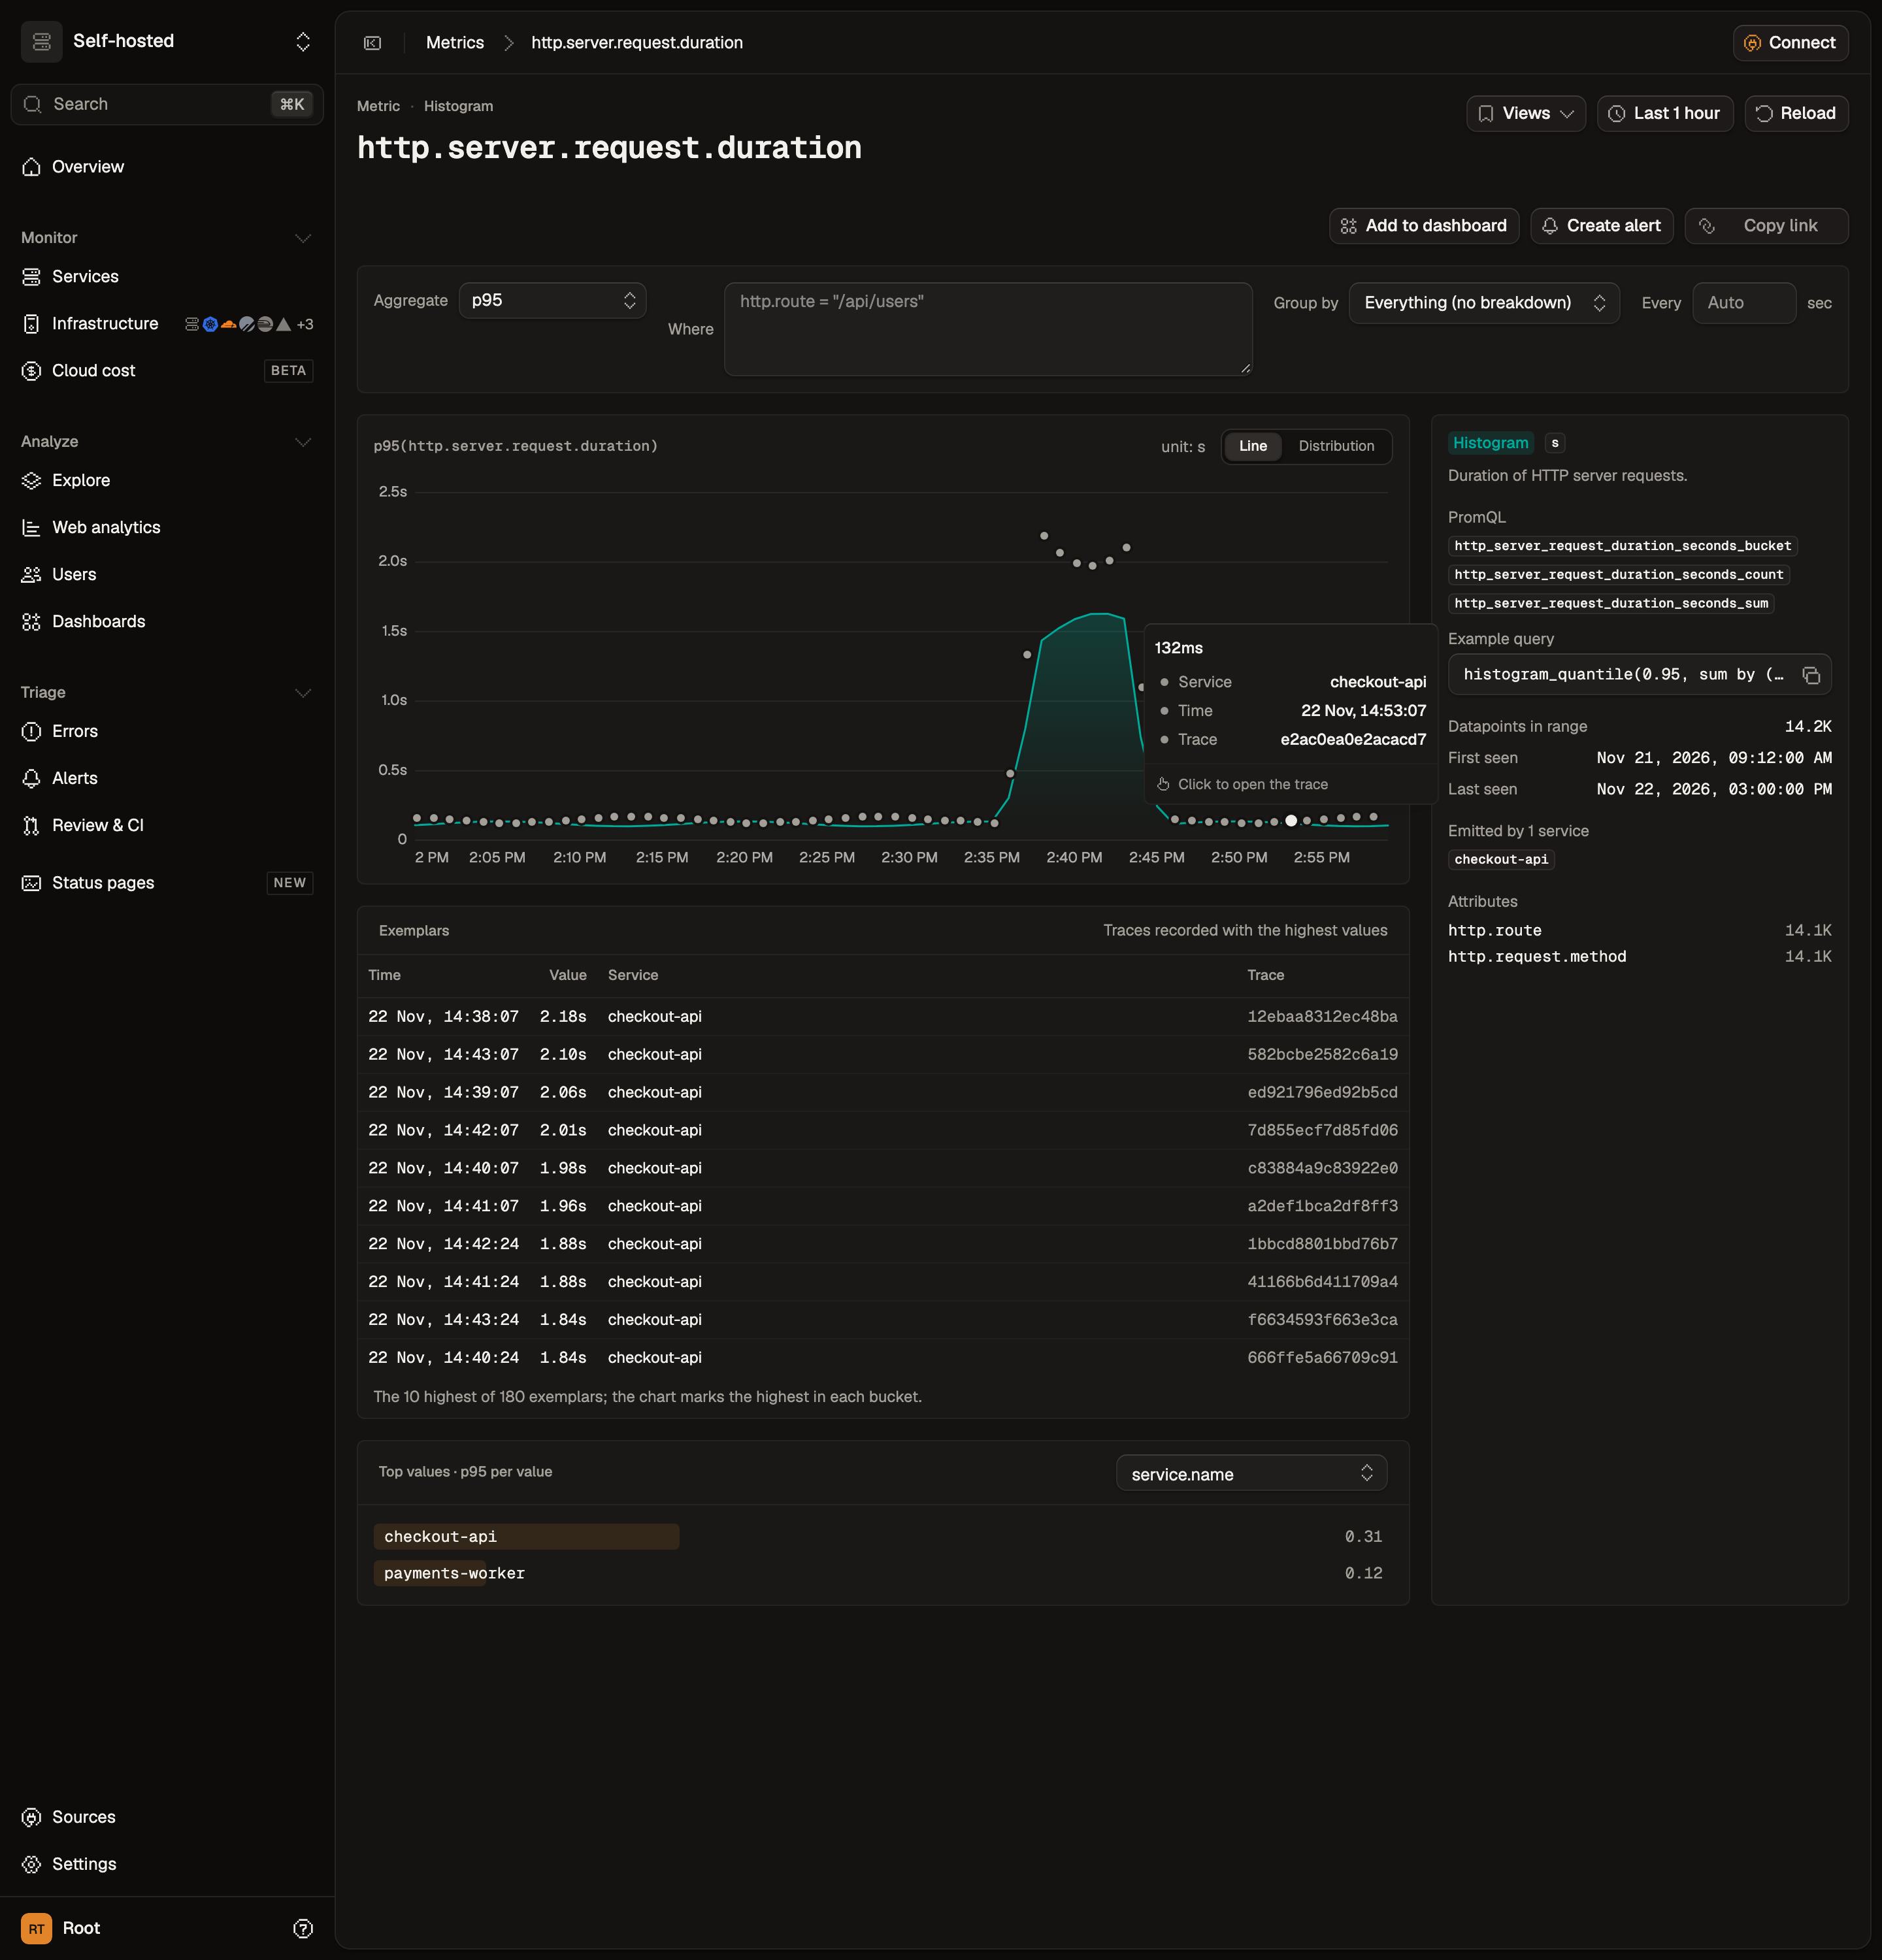 Self-hosted
Search ⌘K
Overview
Monitor
Services
Infrastructure +3
Cloud cost BETA
Analyze
Explore
Web analytics
Users
Dashboards
Triage
Errors
Alerts
Review & CI
Status pages NEW
Sources
Settings
RT Root
Metrics http.server.request.duration
Connect
Metric · Histogram
http.server.request.duration
Views
Last 1 hour
Reload
Add to dashboard
Create alert
Copy link
Aggregate p95
Where http.route = "/api/users"
Group by Everything (no breakdown)
Every Auto sec
p95(http.server.request.duration)
unit: s Line Distribution
2.5s
2.0s
1.5s
1.0s
0.5s
0
2 PM 2:05 PM 2:10 PM 2:15 PM 2:20 PM 2:25 PM 2:30 PM 2:35 PM 2:40 PM 2:45 PM 2:50 PM 2:55 PM
132ms
Service checkout-api
Time 22 Nov, 14:53:07
Trace e2ac0ea0e2acacd7
Click to open the trace
Histogram s
Duration of HTTP server requests.
PromQL
http_server_request_duration_seconds_bucket
http_server_request_duration_seconds_count
http_server_request_duration_seconds_sum
Example query
histogram_quantile(0.95, sum by (…
Datapoints in range 14.2K
First seen Nov 21, 2026, 09:12:00 AM
Last seen Nov 22, 2026, 03:00:00 PM
Emitted by 1 service
checkout-api
Attributes
http.route 14.1K
http.request.method 14.1K
Exemplars Traces recorded with the highest values
Time Value Service Trace
22 Nov, 14:38:07 2.18s checkout-api 12ebaa8312ec48ba
22 Nov, 14:43:07 2.10s checkout-api 582bcbe2582c6a19
22 Nov, 14:39:07 2.06s checkout-api ed921796ed92b5cd
22 Nov, 14:42:07 2.01s checkout-api 7d855ecf7d85fd06
22 Nov, 14:40:07 1.98s checkout-api c83884a9c83922e0
22 Nov, 14:41:07 1.96s checkout-api a2def1bca2df8ff3
22 Nov, 14:42:24 1.88s checkout-api 1bbcd8801bbd76b7
22 Nov, 14:41:24 1.88s checkout-api 41166b6d411709a4
22 Nov, 14:43:24 1.84s checkout-api f6634593f663e3ca
22 Nov, 14:40:24 1.84s checkout-api 666ffe5a66709c91
The 10 highest of 180 exemplars; the chart marks the highest in each bucket.
Top values · p95 per value service.name
checkout-api 0.31
payments-worker 0.12